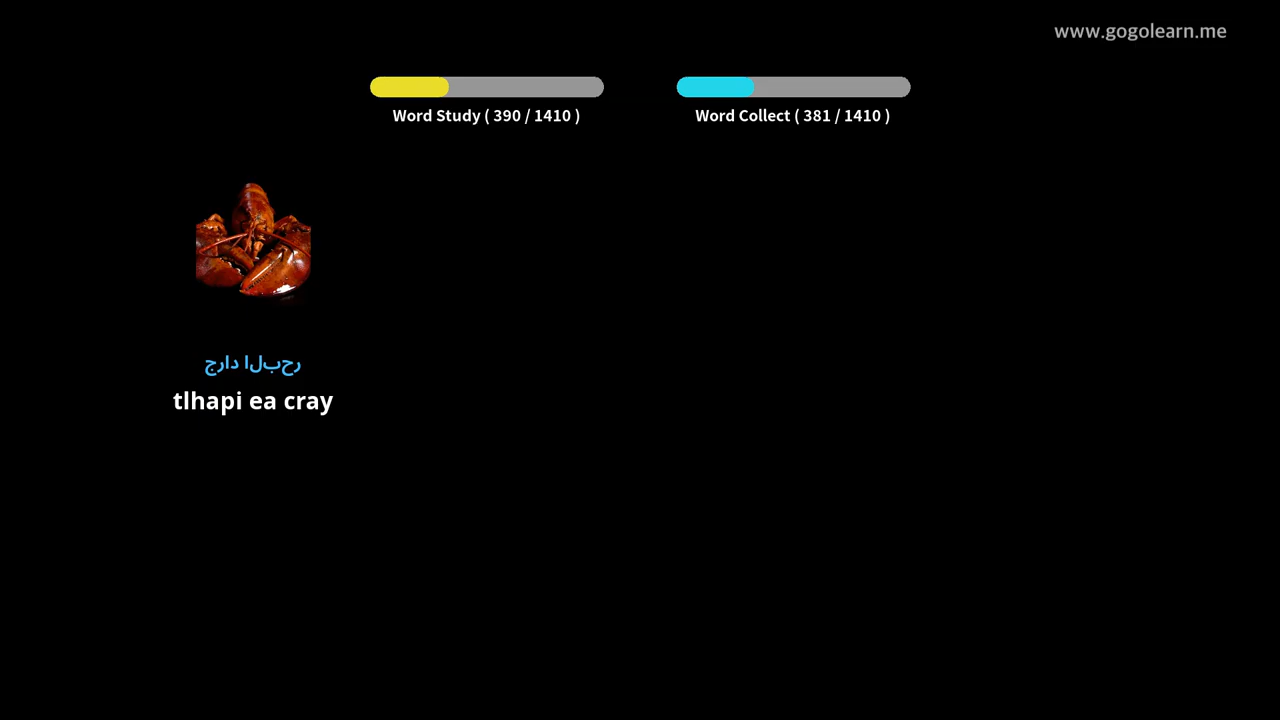 www.gogolearn.me
Word Study ( 390 / 1410 )
Word Collect ( 381 / 1410 )
جراد البحر
tlhapi ea cray